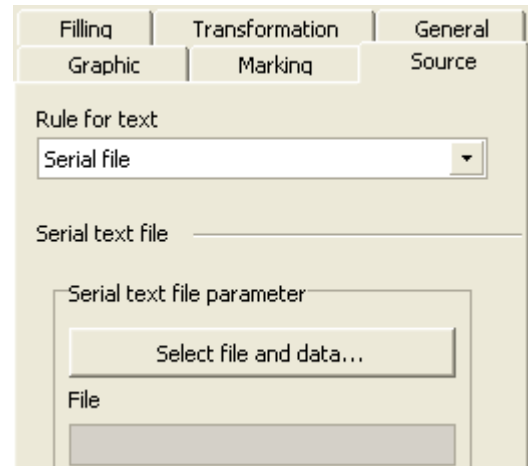 Filling Transformation General
Graphic Marking Source
Rule for text
Serial file
Serial text file
Serial text file parameter
Select file and data...
File